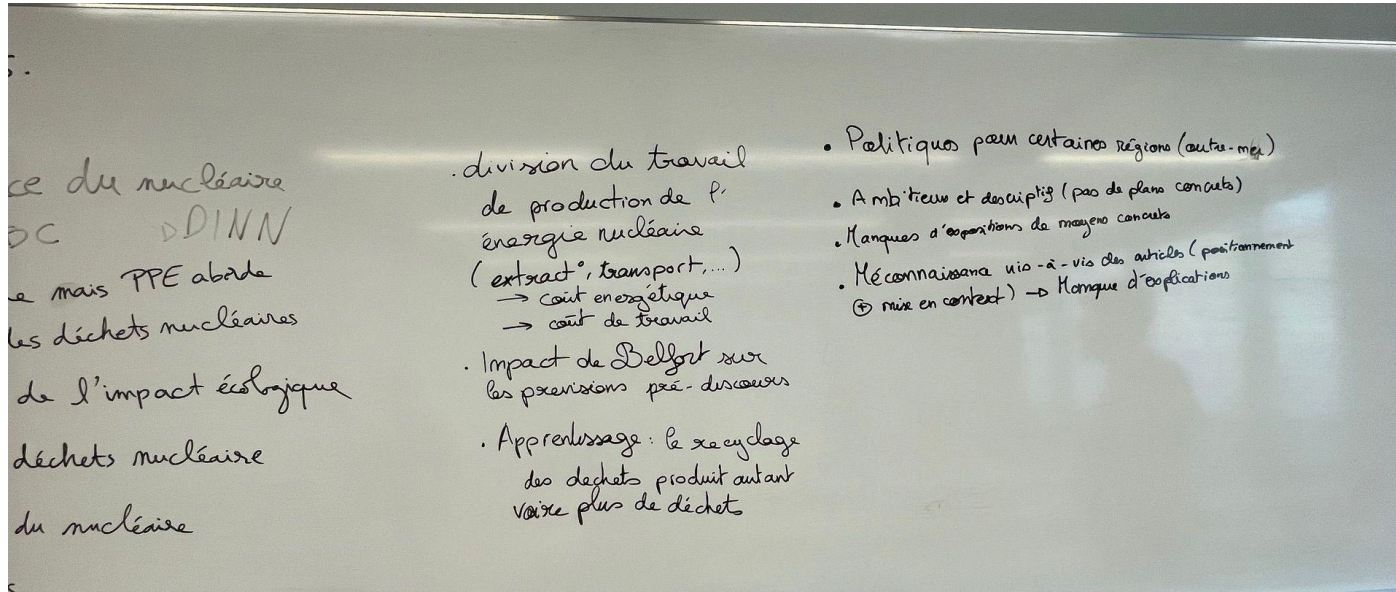 ce du nucléaire
DC ▷DINN
e mais PPE aborde
les déchets nucléaires
de l'impact écologique
déchets nucléaire
du nucléaire
. division du travail
de production de l'
énergie nucléaire
(extract°, transport,...)
→ coût energétique
→ coût de travail
. Impact de Belfort sur
les previsions pré-discours
. Apprentissage : le recyclage
des dechets produit autant
voire plus de déchets
• Politiques pour certaines régions (outre-mer)
• Ambitieux et descriptif (pas de plans concrets)
• Manques d'expositions de moyens concrets
• Méconnaissance vis-à-vis des articles (positionnement
⊕ mise en context) → Manque d'explications